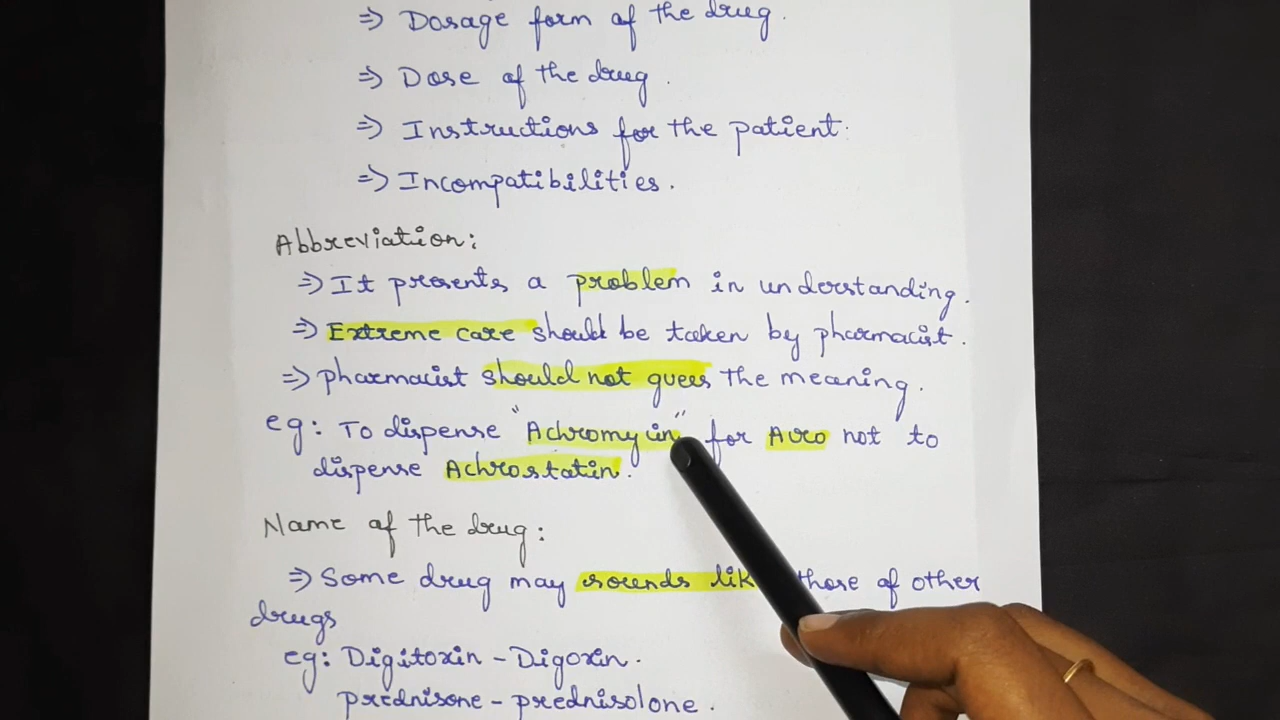 => Dosage form of the drug.
=> Dose of the drug.
=> Instructions for the patient.
=> Incompatibilities.
Abbreviation:
=> It presents a problem in understanding.
=> Extreme care should be taken by pharmacist.
=> pharmacist should not guess the meaning.
eg: To dispense "Achromycin" for Acro not to
dispense Achrostatin.
Name of the drug:
=> Some drug may sounds like those of other
drugs
eg: Digitoxin - Digoxin.
prednisone - prednisolone.